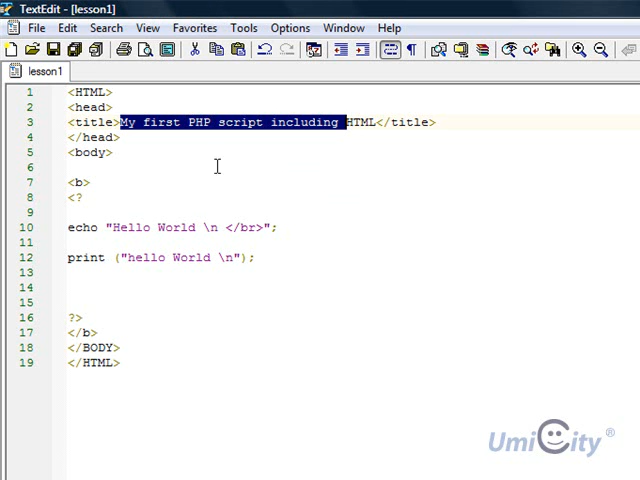 TextEdit - [lesson1]
File Edit Search View Favorites Tools Options Window Help
lesson1
1 <HTML>
2 <head>
3 <title>My first PHP script including HTML</title>
4 </head>
5 <body>
6
7 <b>
8 <?
9
10 echo "Hello World \n </br>";
11
12 print ("hello World \n");
13
14
15
16 ?>
17 </b>
18 </BODY>
19 </HTML>
UmiCity ®